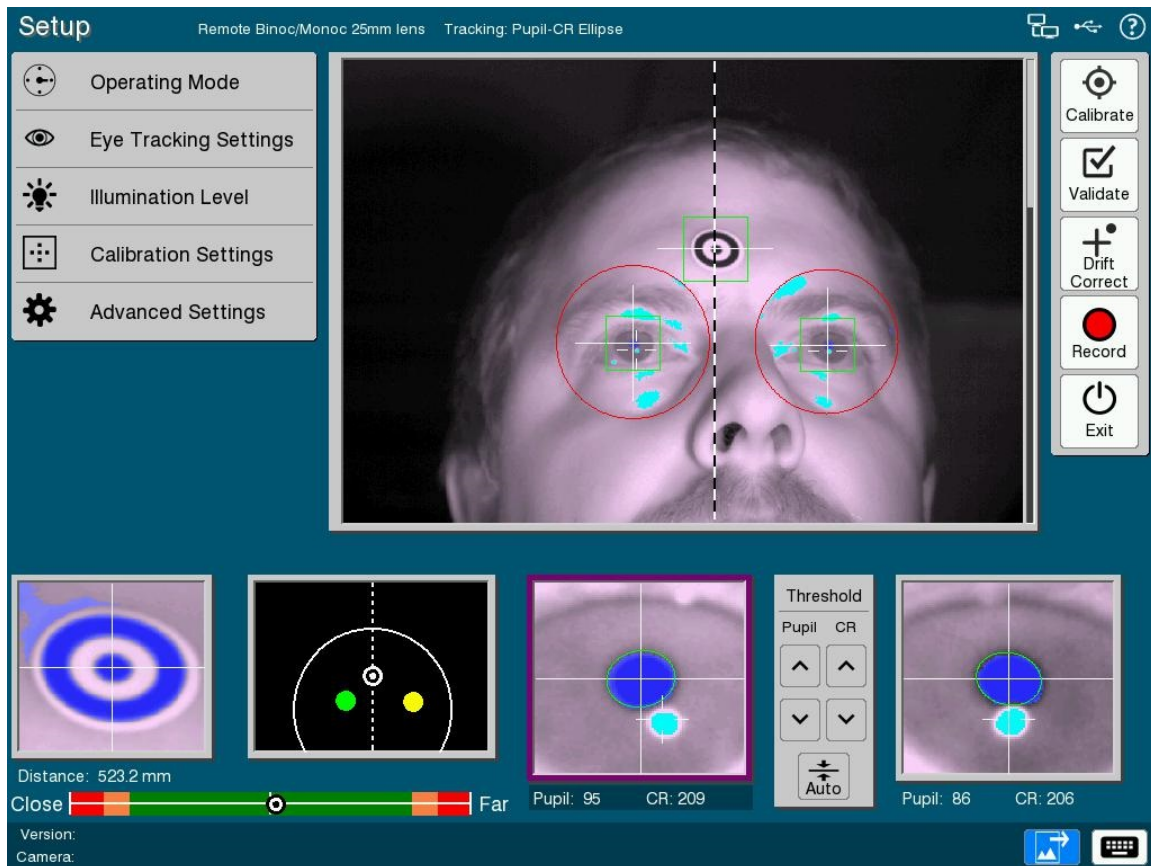 Setup
Remote Binoc/Monoc 25mm lens Tracking: Pupil-CR Ellipse
Operating Mode
Eye Tracking Settings
Illumination Level
Calibration Settings
Advanced Settings
Calibrate
Validate
Drift
Correct
Record
Exit
Threshold
Pupil CR
Auto
Distance: 523.2 mm
Close Far
Pupil: 95 CR: 209
Pupil: 86 CR: 206
Version:
Camera: